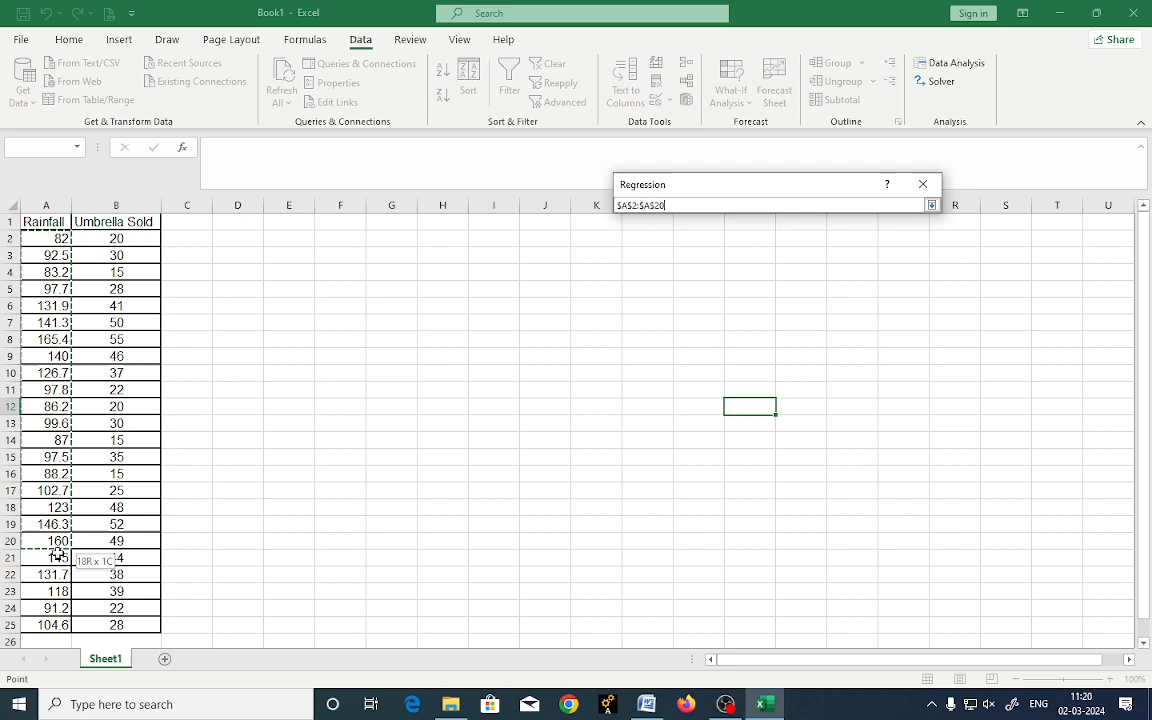 Book1 - Excel
Search
Sign in
File Home Insert Draw Page Layout Formulas Data Review View Help
Share
Get Data
From Text/CSV
From Web
From Table/Range
Recent Sources
Existing Connections
Get & Transform Data
Refresh All
Queries & Connections
Properties
Edit Links
Queries & Connections
Sort
Filter
Clear
Reapply
Advanced
Sort & Filter
Text to Columns
Data Tools
What-If Analysis
Forecast Sheet
Forecast
Group
Ungroup
Subtotal
Outline
Data Analysis
Solver
Analysis
fx
Regression ?
$A$2:$A$20
A B C D E F G H I J K R S T U
1 Rainfall Umbrella Sold
2 82 20
3 92.5 30
4 83.2 15
5 97.7 28
6 131.9 41
7 141.3 50
8 165.4 55
9 140 46
10 126.7 37
11 97.8 22
12 86.2 20
13 99.6 30
14 87 15
15 97.5 35
16 88.2 15
17 102.7 25
18 123 48
19 146.3 52
20 160 49
21
18R x 1C
22 131.7 38
23 118 39
24 91.2 22
25 104.6 28
26
Sheet1
Point
100%
Type here to search
ENG
11:20
02-03-2024